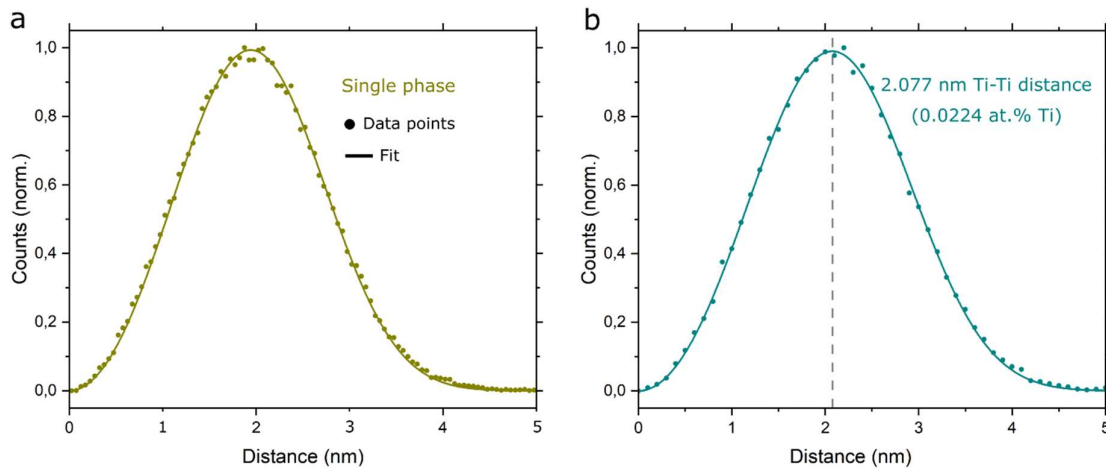 a
1,0
0,8
0,6
0,4
0,2
0,0
Counts (norm.)
Single phase
Data points
Fit
0
1
2
3
4
5
Distance (nm)
b
1,0
0,8
0,6
0,4
0,2
0,0
Counts (norm.)
2.077 nm Ti-Ti distance
(0.0224 at.% Ti)
0
1
2
3
4
5
Distance (nm)